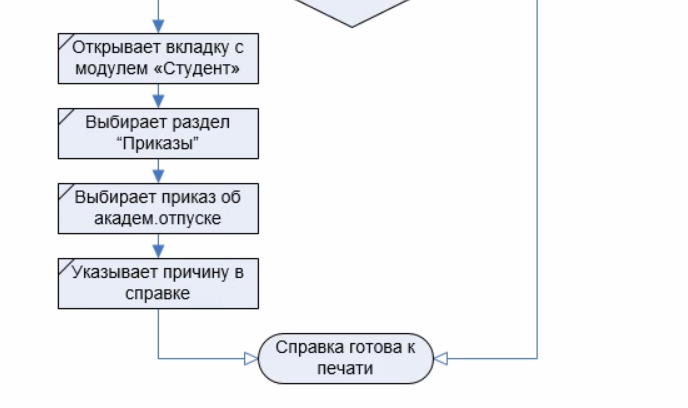 Открывает вкладку с
модулем «Студент»
Выбирает раздел
“Приказы”
Выбирает приказ об
академ.отпуске
Указывает причину в
справке
Справка готова к
печати